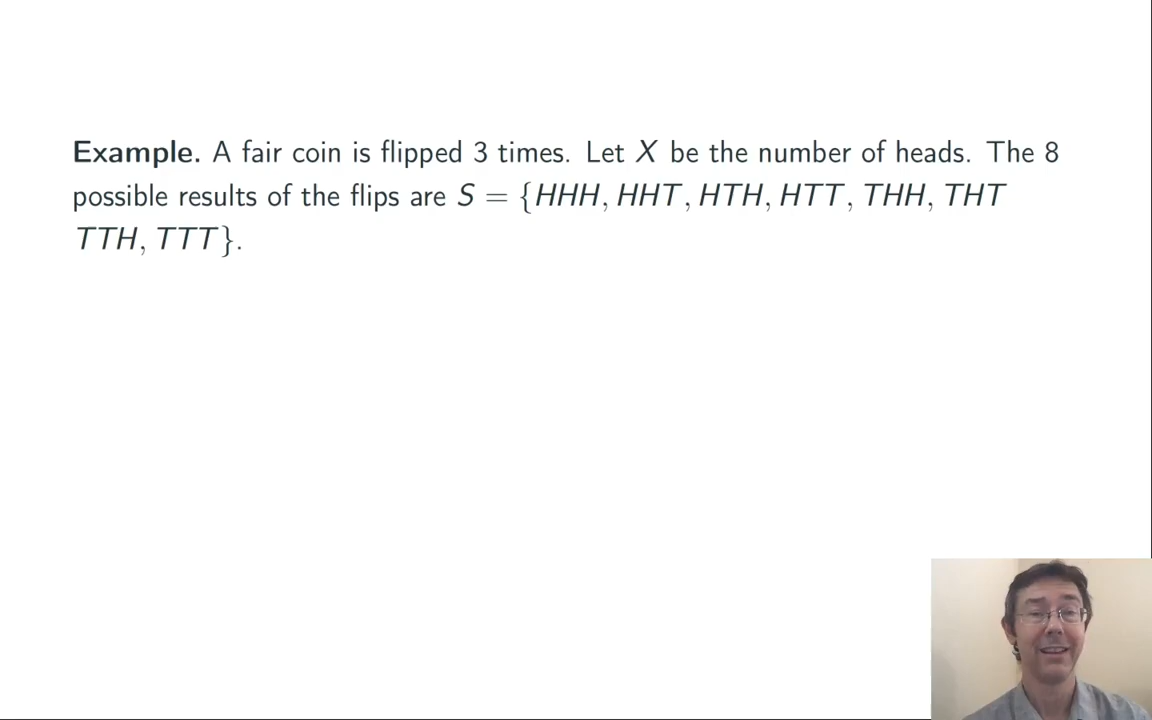 Example. A fair coin is flipped 3 times. Let X be the number of heads. The 8
possible results of the flips are S = {HHH, HHT, HTH, HTT, THH, THT
TTH, TTT}.